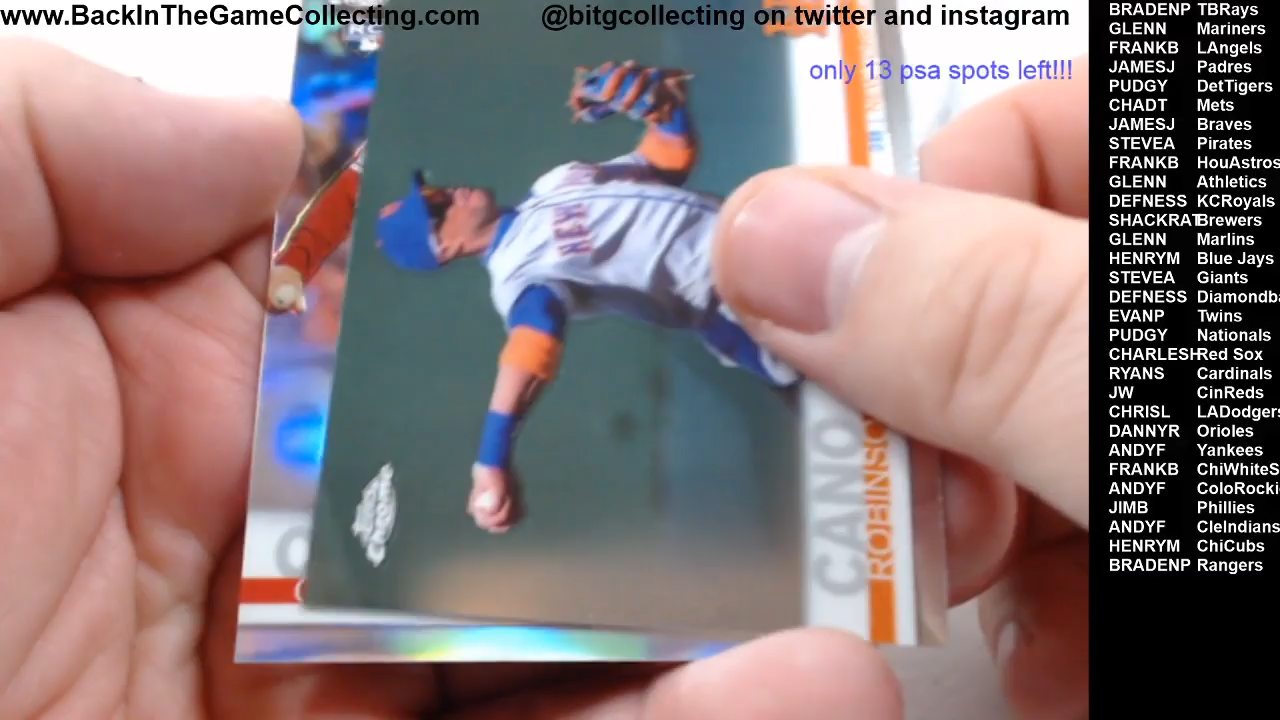 www.BackInTheGameCollecting.com
@bitgcollecting on twitter and instagram
only 13 psa spots left!!!
NEW
CANO
ROBINSO
Topps
CHROME
BRADENP TBRays
GLENN Mariners
FRANKB LAngels
JAMESJ Padres
PUDGY DetTigers
CHADT Mets
JAMESJ Braves
STEVEA Pirates
FRANKB HouAstros
GLENN Athletics
DEFNESS KCRoyals
SHACKRAT Brewers
GLENN Marlins
HENRYM Blue Jays
STEVEA Giants
DEFNESS Diamondba
EVANP Twins
PUDGY Nationals
CHARLESH Red Sox
RYANS Cardinals
JW CinReds
CHRISL LADodgers
DANNYR Orioles
ANDYF Yankees
FRANKB ChiWhiteS
ANDYF ColoRocki
JIMB Phillies
ANDYF CleIndians
HENRYM ChiCubs
BRADENP Rangers